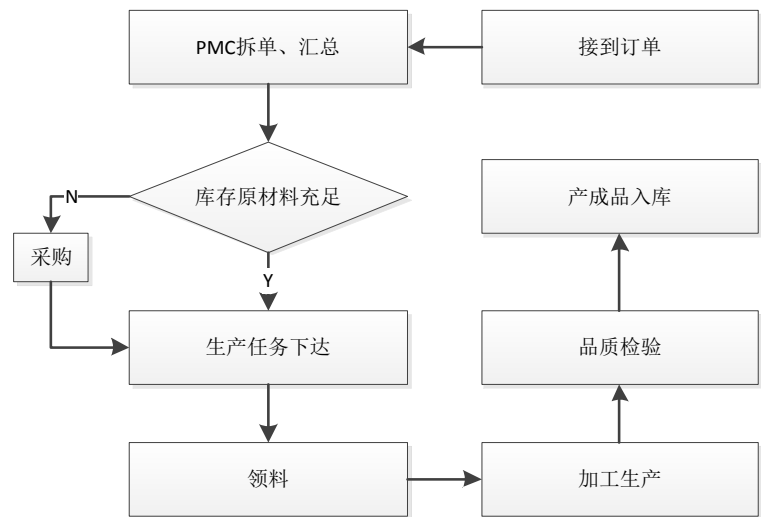 接到订单
PMC拆单、汇总
库存原材料充足
N
采购
Y
生产任务下达
领料
加工生产
品质检验
产成品入库